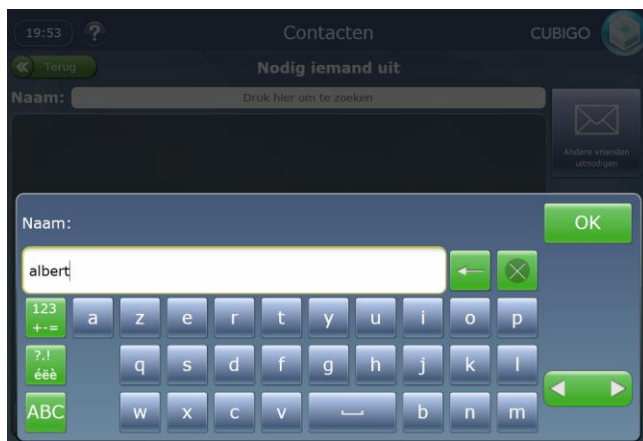 19:53 ? Contacten CUBIGO
Terug Nodig iemand uit
Naam: Druk hier om te zoeken
Andere vrienden
uitnodigen
Naam: OK
albert
123
+-=
a z e r t y u i o p
?.!
éëè
q s d f g h j k l
ABC w x c v b n m